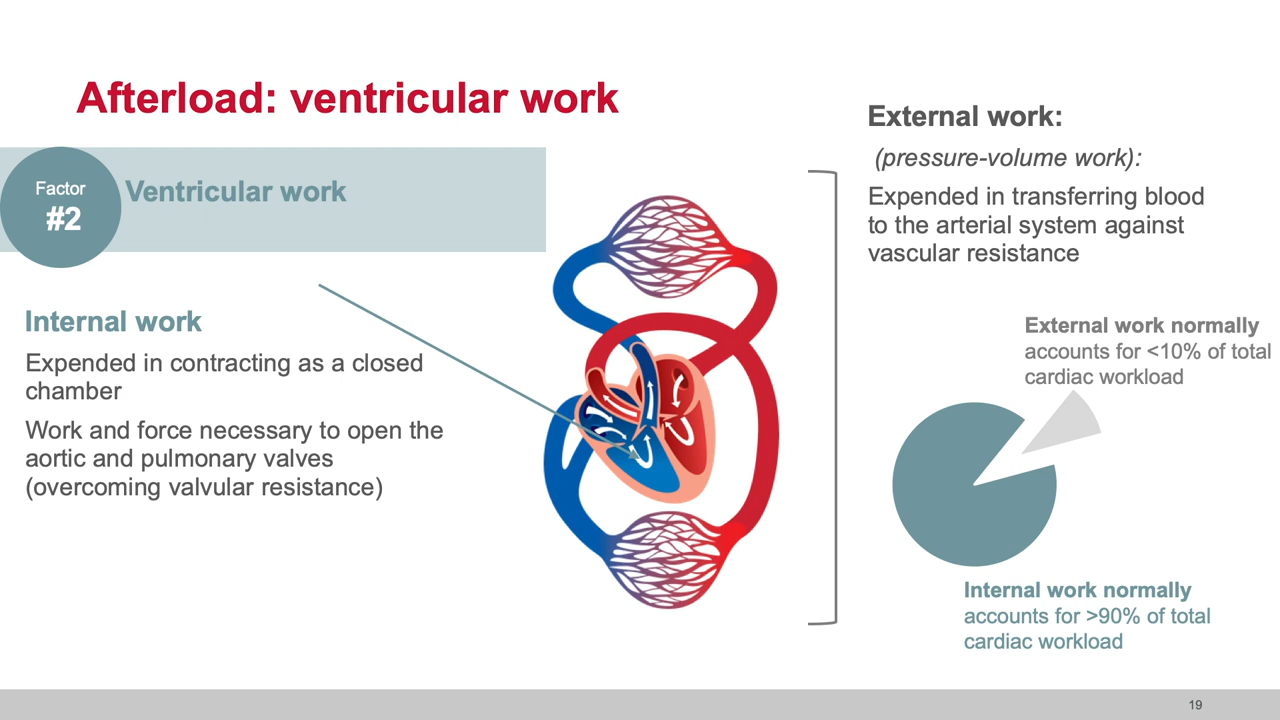 Afterload: ventricular work
Factor
#2
Ventricular work
Internal work
Expended in contracting as a closed
chamber
Work and force necessary to open the
aortic and pulmonary valves
(overcoming valvular resistance)
External work:
(pressure-volume work):
Expended in transferring blood
to the arterial system against
vascular resistance
External work normally
accounts for <10% of total
cardiac workload
Internal work normally
accounts for >90% of total
cardiac workload
19